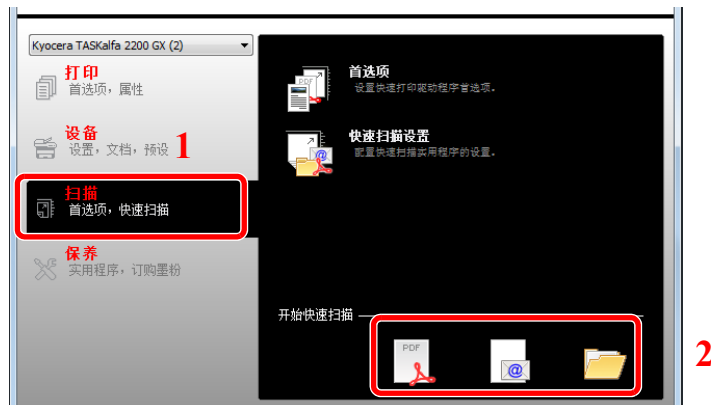 Kyocera TASKalfa 2200 GX (2)
打印
首选项，属性
设备
设置，文档，预设
1
扫描
首选项，快速扫描
保养
实用程序，订购墨粉
首选项
设置快速打印驱动程序首选项。
快速扫描设置
配置快速扫描实用程序的设置。
开始快速扫描
PDF
2